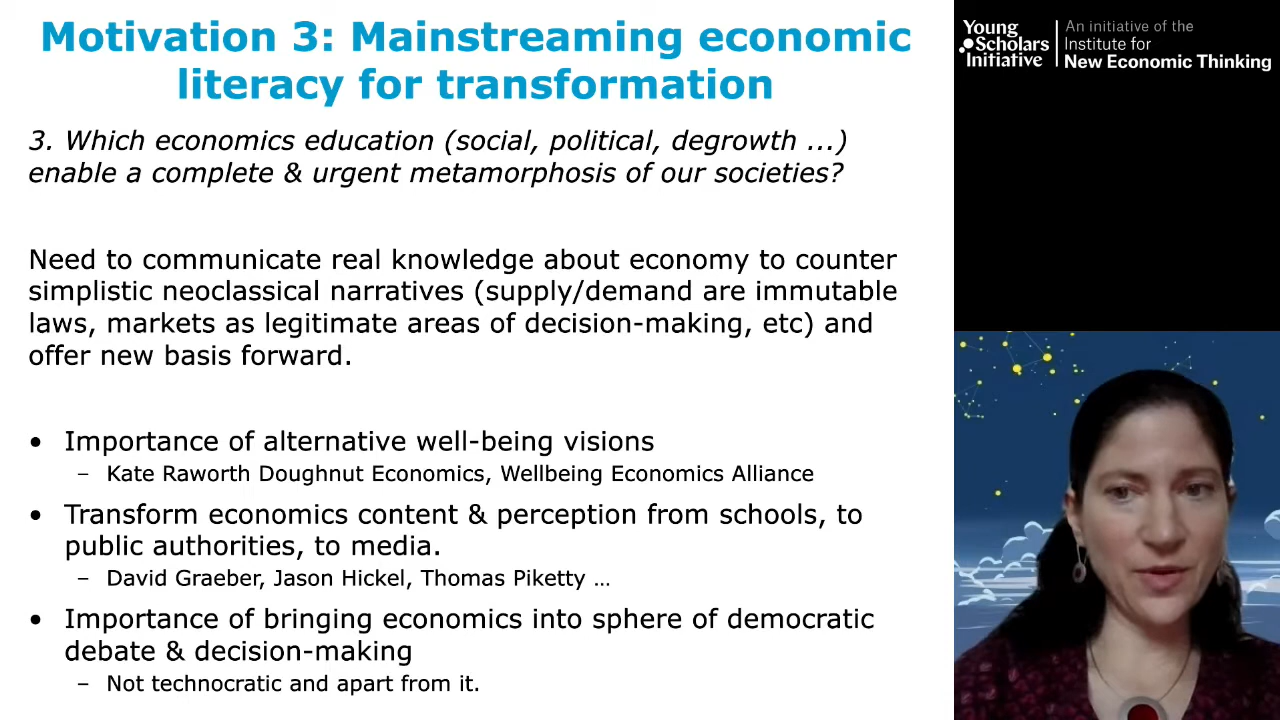 Motivation 3: Mainstreaming economic
literacy for transformation
3. Which economics education (social, political, degrowth ...)
enable a complete & urgent metamorphosis of our societies?
Need to communicate real knowledge about economy to counter
simplistic neoclassical narratives (supply/demand are immutable
laws, markets as legitimate areas of decision-making, etc) and
offer new basis forward.
• Importance of alternative well-being visions
– Kate Raworth Doughnut Economics, Wellbeing Economics Alliance
• Transform economics content & perception from schools, to
public authorities, to media.
– David Graeber, Jason Hickel, Thomas Piketty ...
• Importance of bringing economics into sphere of democratic
debate & decision-making
– Not technocratic and apart from it.
Young
Scholars
Initiative
An initiative of the
Institute for
New Economic Thinking